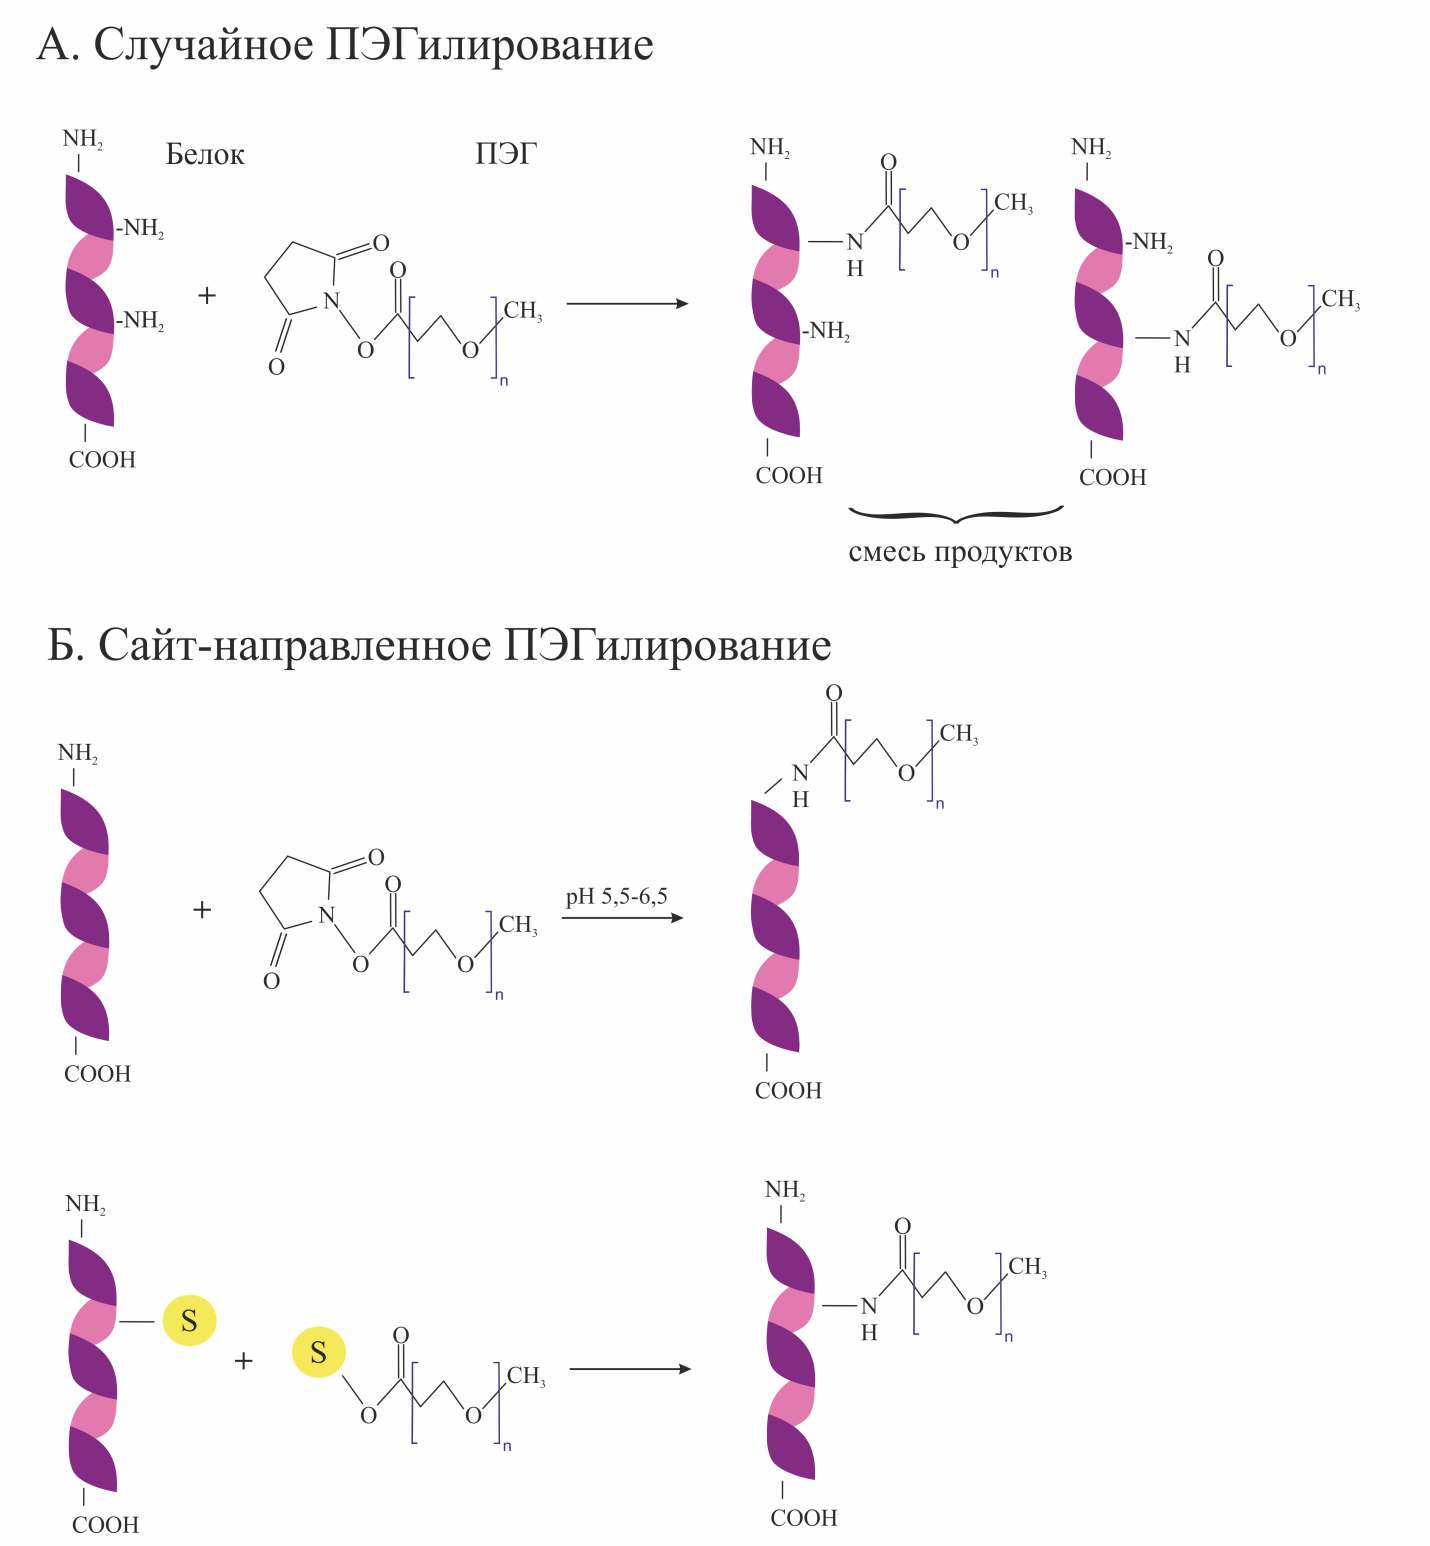 А. Случайное ПЭГилирование
NH2
Белок
ПЭГ
-NH2
-NH2
COOH
+
O
N
O
O
O
O
CH3
n
NH2
O
CH3
N
H
O
n
-NH2
COOH
NH2
-NH2
O
CH3
N
H
O
n
COOH
смесь продуктов
Б. Сайт-направленное ПЭГилирование
NH2
COOH
+
O
N
O
O
O
O
CH3
n
pH 5,5-6,5
O
CH3
N
H
O
n
COOH
NH2
S
COOH
+
S
O
O
O
CH3
n
NH2
O
CH3
N
H
O
n
COOH